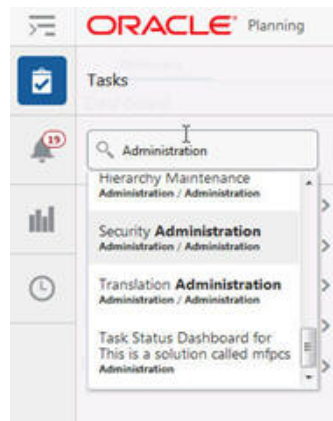 ORACLE® Planning
Tasks
19
Administration
Hierarchy Maintenance
Administration / Administration
Security Administration
Administration / Administration
Translation Administration
Administration / Administration
Task Status Dashboard for
This is a solution called mfpcs
Administration